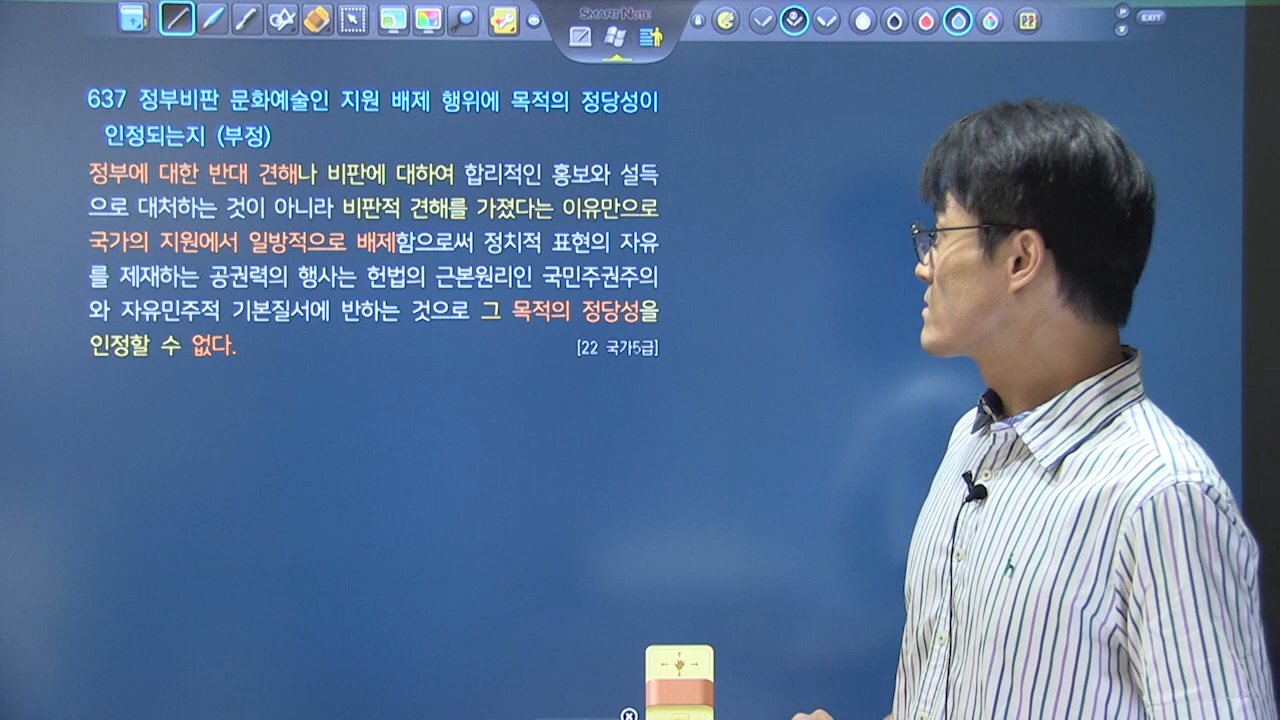 SMART NOTE
EXIT
637 정부비판 문화예술인 지원 배제 행위에 목적의 정당성이
인정되는지 (부정)
정부에 대한 반대 견해나 비판에 대하여 합리적인 홍보와 설득
으로 대처하는 것이 아니라 비판적 견해를 가졌다는 이유만으로
국가의 지원에서 일방적으로 배제함으로써 정치적 표현의 자유
를 제재하는 공권력의 행사는 헌법의 근본원리인 국민주권주의
와 자유민주적 기본질서에 반하는 것으로 그 목적의 정당성을
인정할 수 없다.
[22 국가5급]